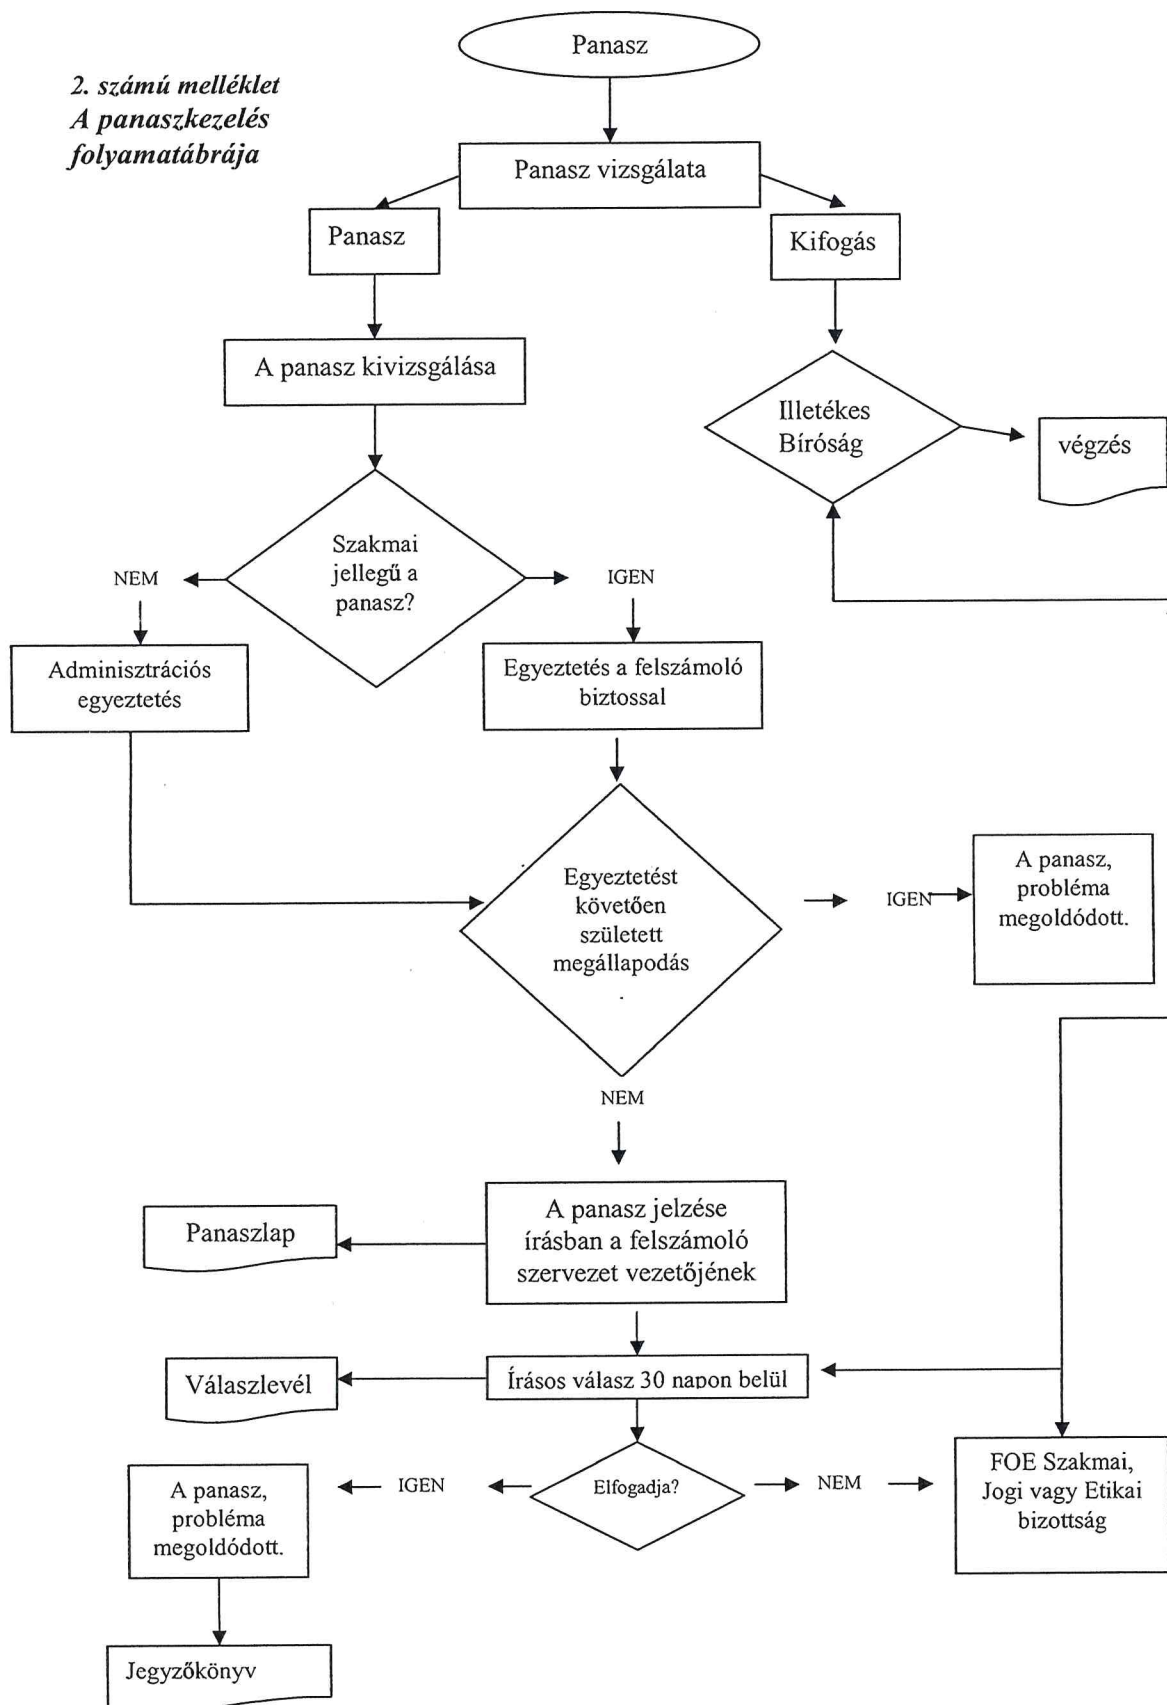 Panasz
2. számú melléklet
A panaszkezelés
folyamatábrája
Panasz vizsgálata
Panasz
Kifogás
A panasz kivizsgálása
Illetékes
Bíróság
végzés
Szakmai
jellegű a
panasz?
NEM
IGEN
Adminisztrációs
egyeztetés
Egyeztetés a felszámoló
biztossal
Egyeztetést
követően
született
megállapodás
IGEN
A panasz,
probléma
megoldódott.
NEM
A panasz jelzése
írásban a felszámoló
szervezet vezetőjének
Panaszlap
Írásos válasz 30 napon belül
Válaszlevél
Elfogadja?
IGEN
NEM
A panasz,
probléma
megoldódott.
FOE Szakmai,
Jogi vagy Etikai
bizottság
Jegyzőkönyv